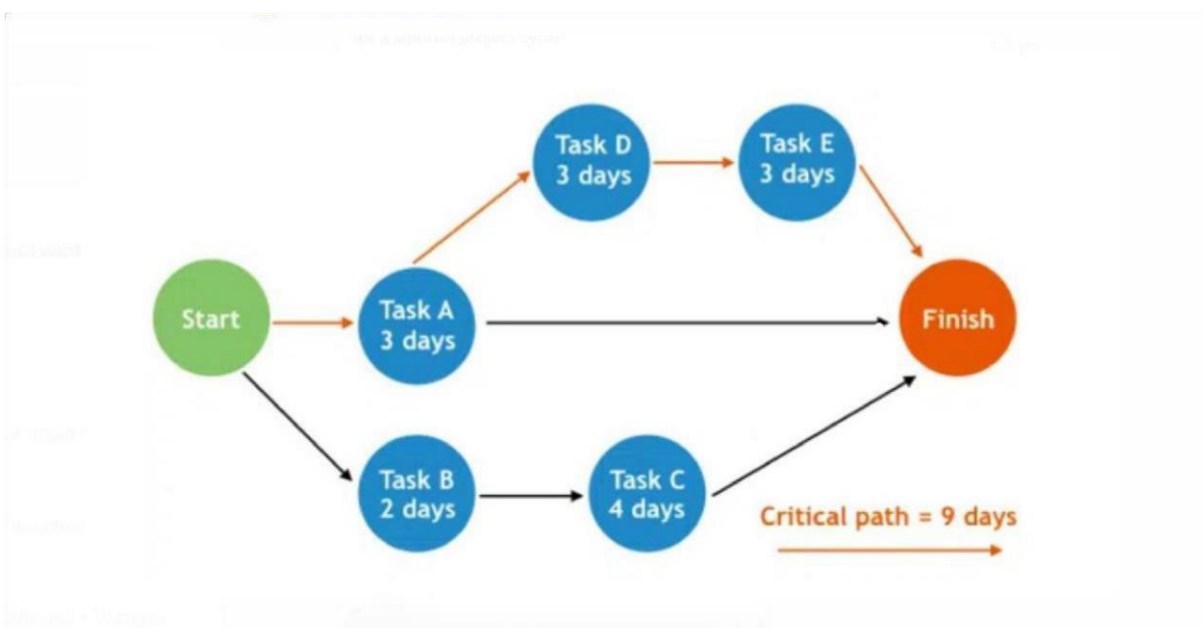 Task D
3 days
Task E
3 days
Start
Task A
3 days
Finish
Task B
2 days
Task C
4 days
Critical path = 9 days